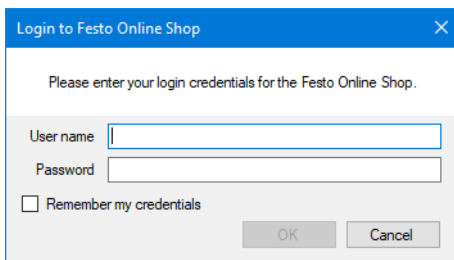 Login to Festo Online Shop
Please enter your login credentials for the Festo Online Shop.
User name
Password
Remember my credentials
OK Cancel